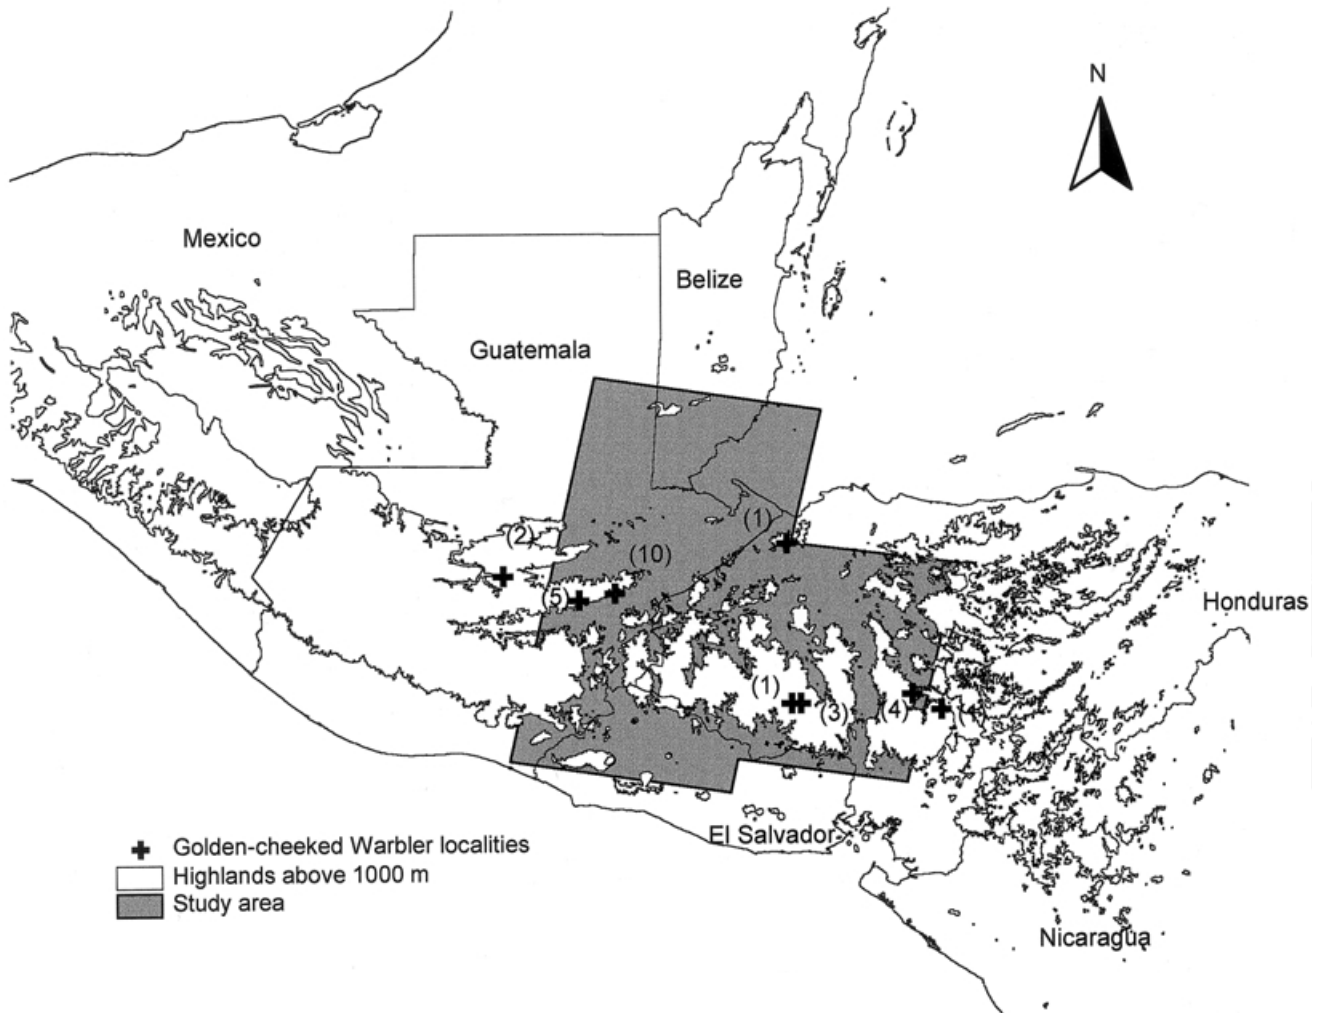 N
Mexico
Belize
Guatemala
(1)
(2)
(10)
(5)
Honduras
(1)
(3)
(4)
El Salvador
Golden-cheeked Warbler localities
Highlands above 1000 m
Study area
Nicaragua